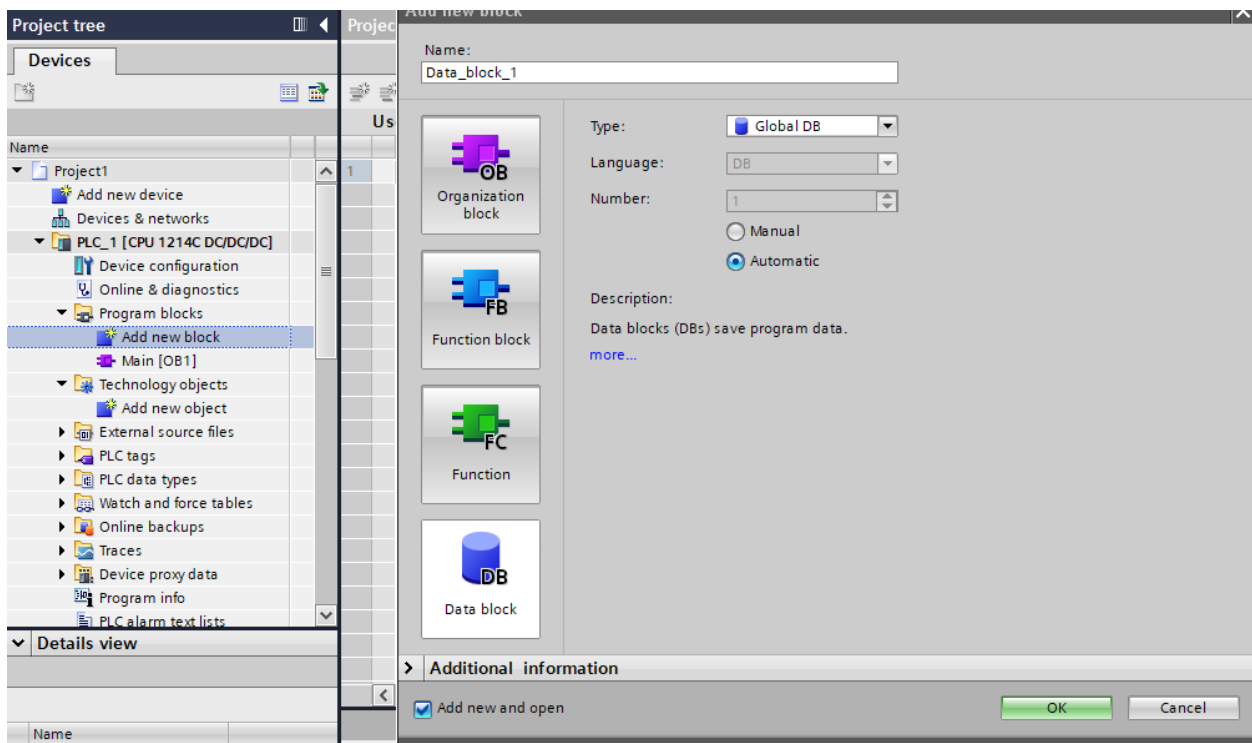 Project tree
Devices
Name
Project1
Add new device
Devices & networks
PLC_1 [CPU 1214C DC/DC/DC]
Device configuration
Online & diagnostics
Program blocks
Add new block
Main [OB1]
Technology objects
Add new object
External source files
PLC tags
PLC data types
Watch and force tables
Online backups
Traces
Device proxy data
Program info
PLC alarm text lists
Details view
Name
Projec
Us
1
Add new block
Name:
Data_block_1
OB
Organization
block
FB
Function block
FC
Function
DB
Data block
Type: Global DB
Language: DB
Number: 1
Manual
Automatic
Description:
Data blocks (DBs) save program data.
more...
Additional information
Add new and open
OK Cancel